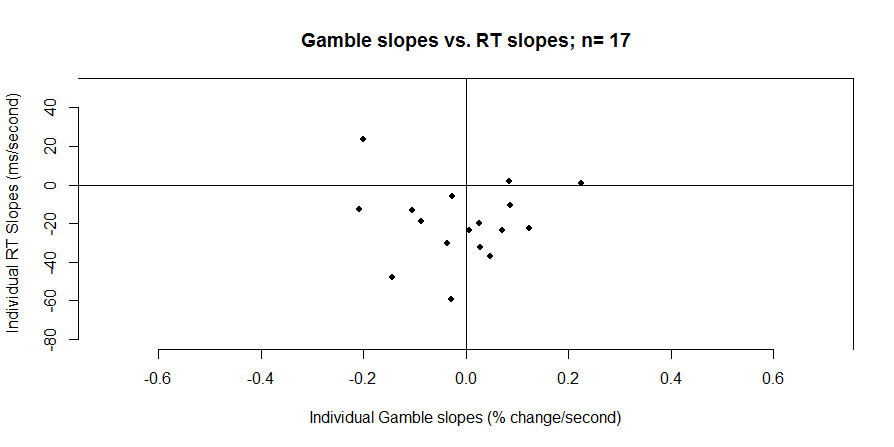 Gamble slopes vs. RT slopes; n= 17
Individual RT Slopes (ms/second)
40
20
0
-20
-40
-60
-80
-0.6 -0.4 -0.2 0.0 0.2 0.4 0.6
Individual Gamble slopes (% change/second)